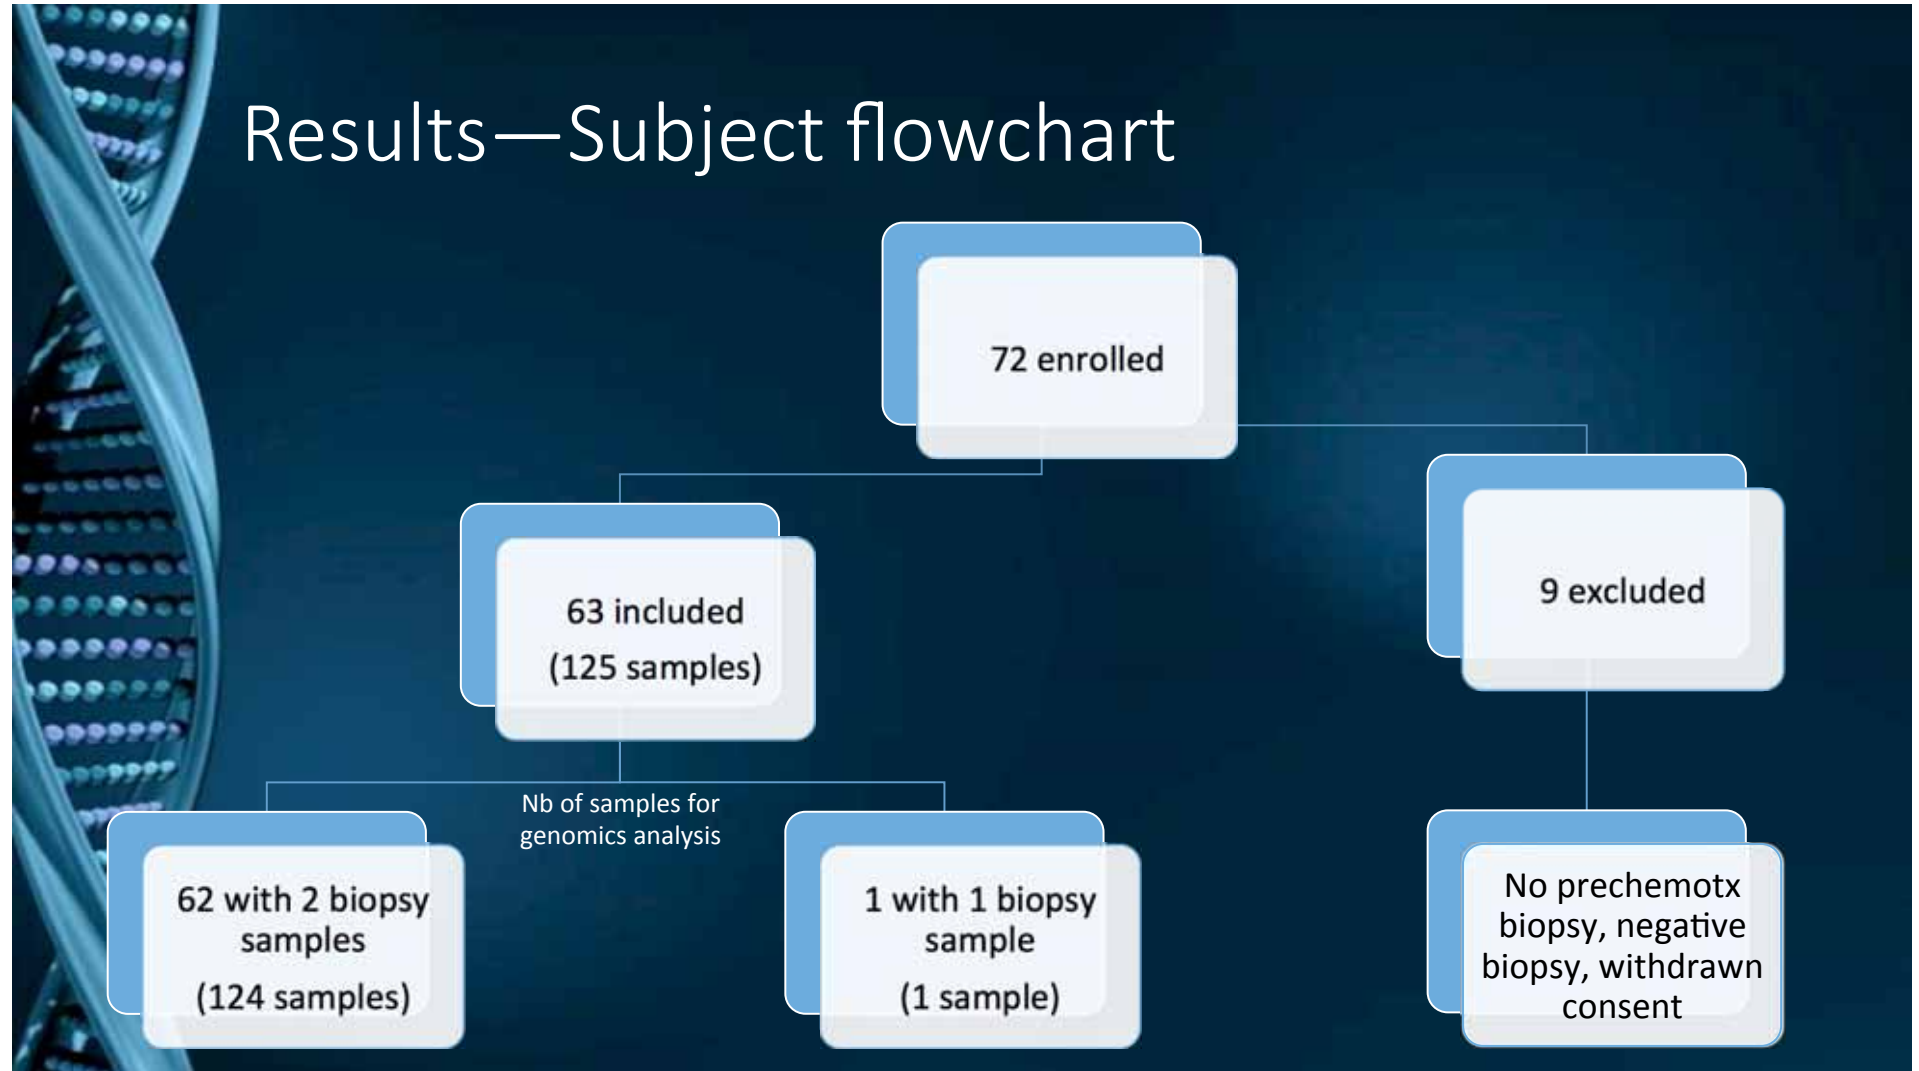 Results—Subject flowchart
72 enrolled
63 included
(125 samples)
9 excluded
Nb of samples for
genomics analysis
62 with 2 biopsy
samples
(124 samples)
1 with 1 biopsy
sample
(1 sample)
No prechemotx
biopsy, negative
biopsy, withdrawn
consent